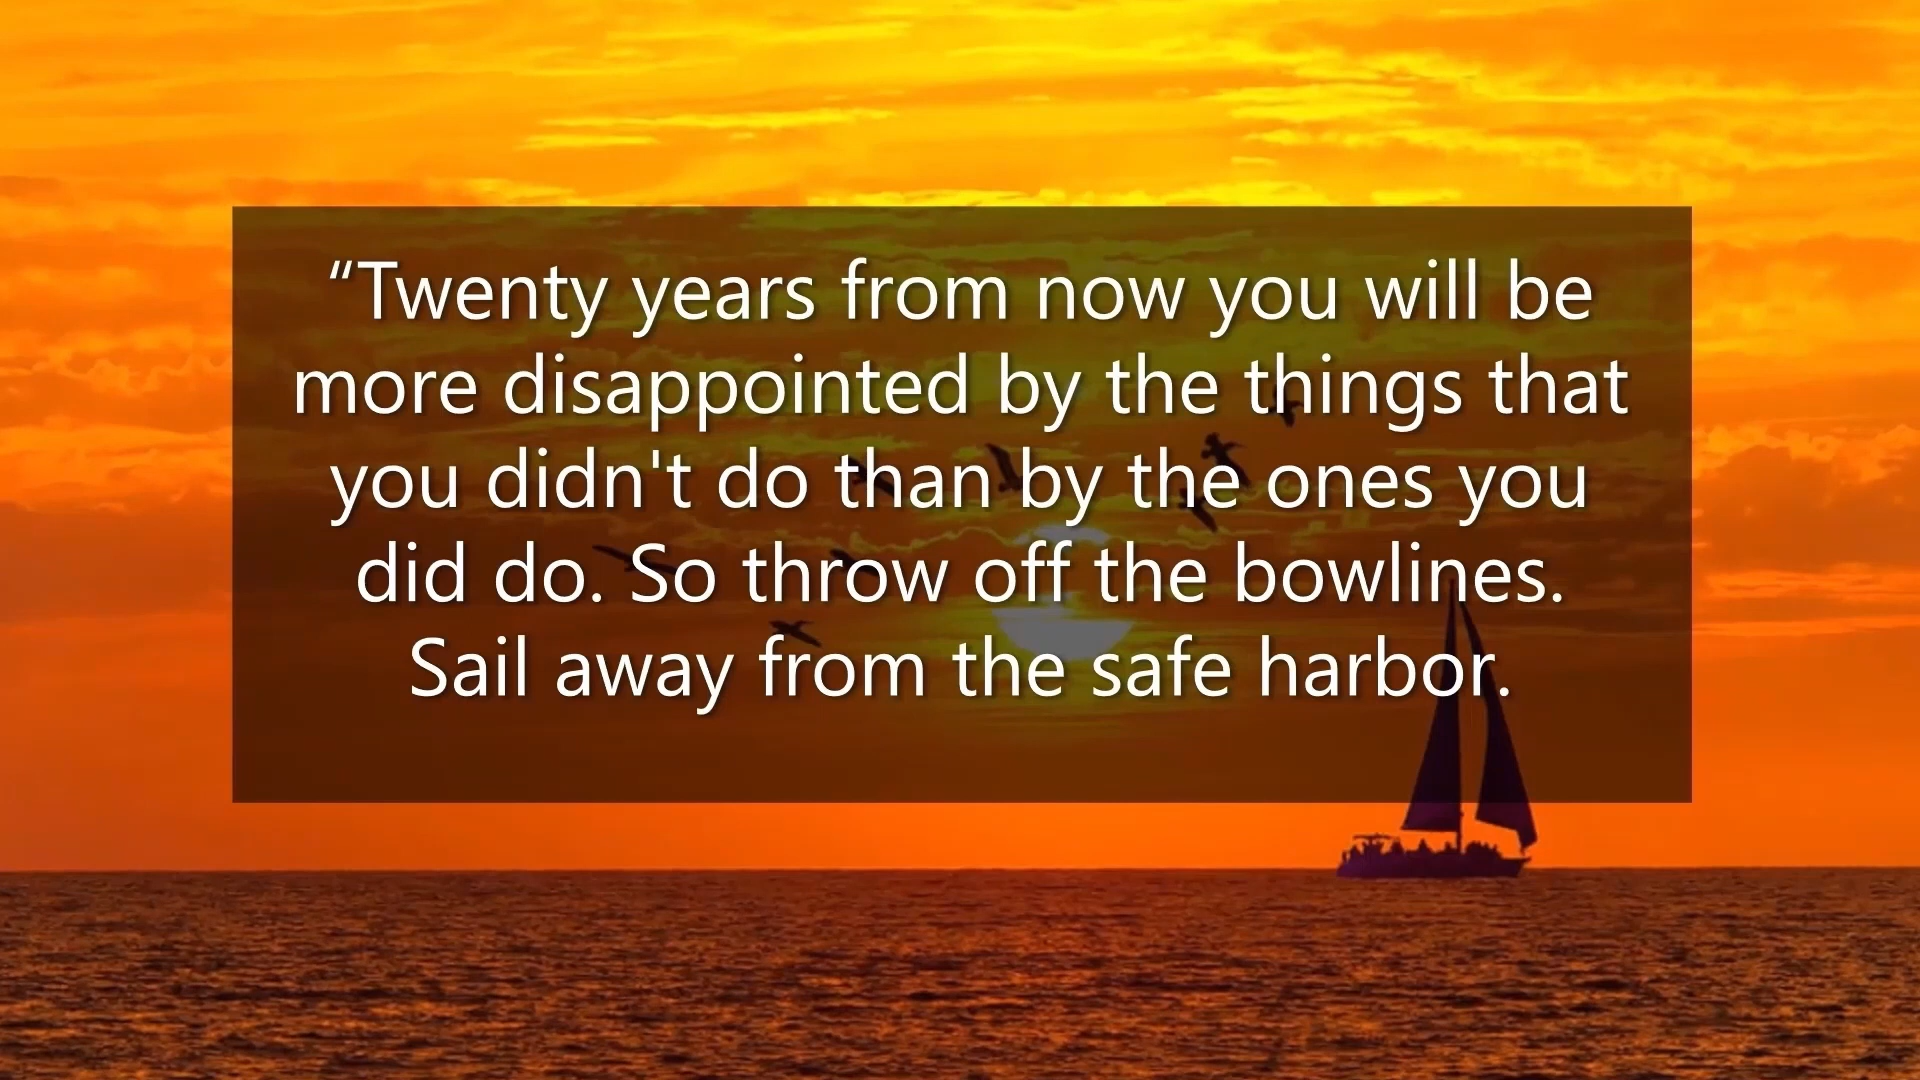 “Twenty years from now you will be
more disappointed by the things that
you didn't do than by the ones you
did do. So throw off the bowlines.
Sail away from the safe harbor.